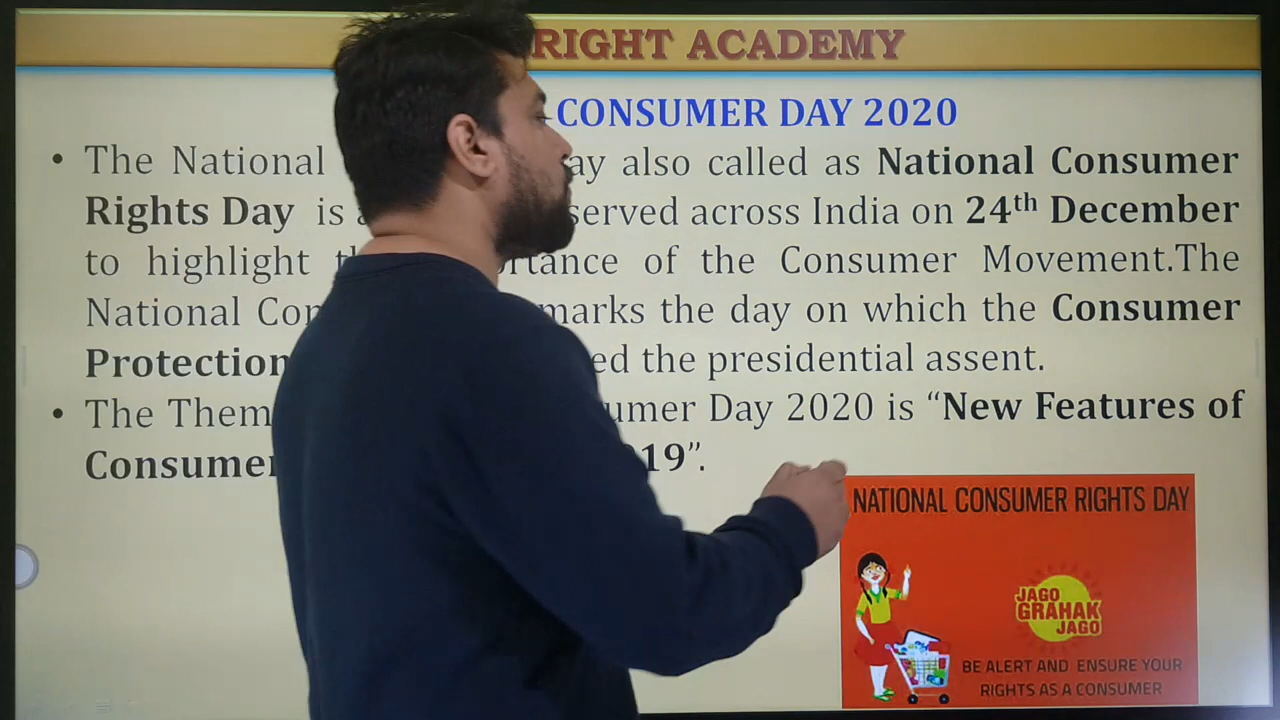 RIGHT ACADEMY
CONSUMER DAY 2020
• The National ay also called as National Consumer
Rights Day is served across India on 24th December
to highlight of the Consumer Movement.The
National marks the day on which the Consumer
Protection ed the presidential assent.
• The umer Day 2020 is “New Features of
Consumer 19”.
NATIONAL CONSUMER RIGHTS DAY
JAGO
GRAHAK
JAGO
BE ALERT AND ENSURE YOUR
RIGHTS AS A CONSUMER